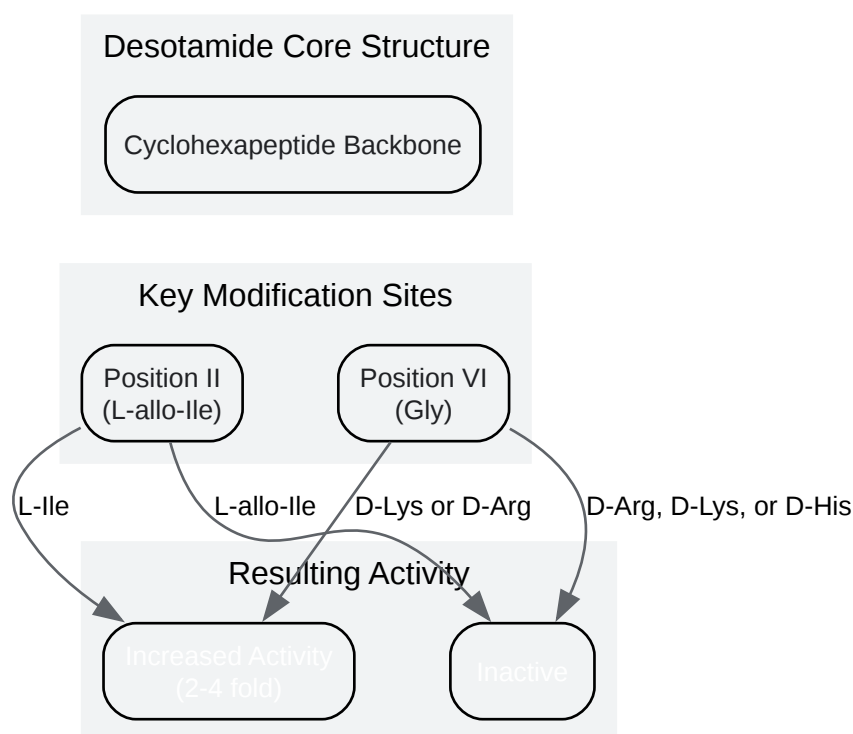 Desotamide Core Structure
Cyclohexapeptide Backbone
Key Modification Sites
Position II
(L-allo-Ile)
Position VI
(Gly)
L-Ile
L-allo-Ile
D-Lys or D-Arg
D-Arg, D-Lys, or D-His
Resulting Activity
Increased Activity
(2-4 fold)
Inactive